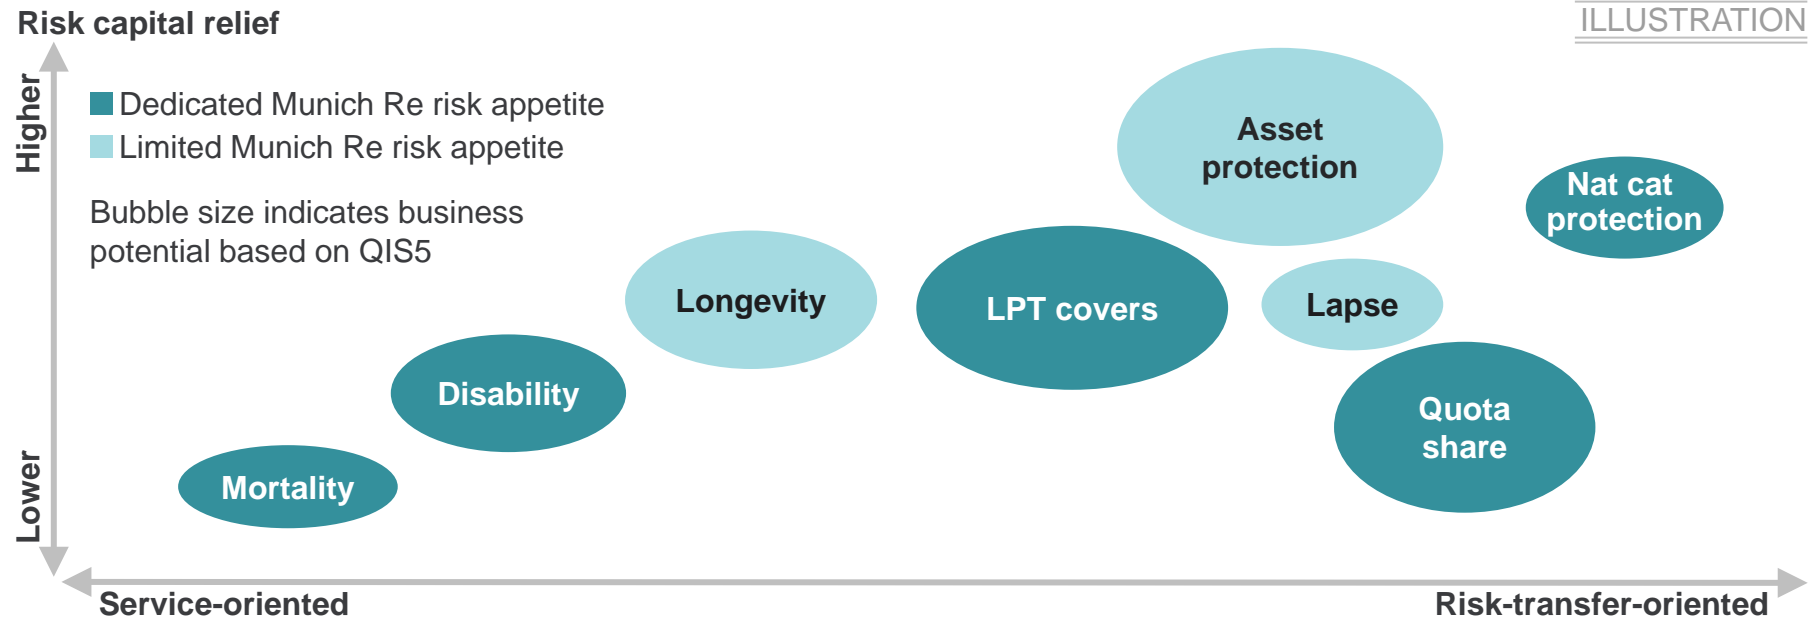 Risk capital relief
ILLUSTRATION
Higher
Dedicated Munich Re risk appetite
Limited Munich Re risk appetite
Bubble size indicates business
potential based on QIS5
Asset
protection
Nat cat
protection
Longevity
LPT covers
Lapse
Disability
Quota
share
Mortality
Lower
Service-oriented
Risk-transfer-oriented